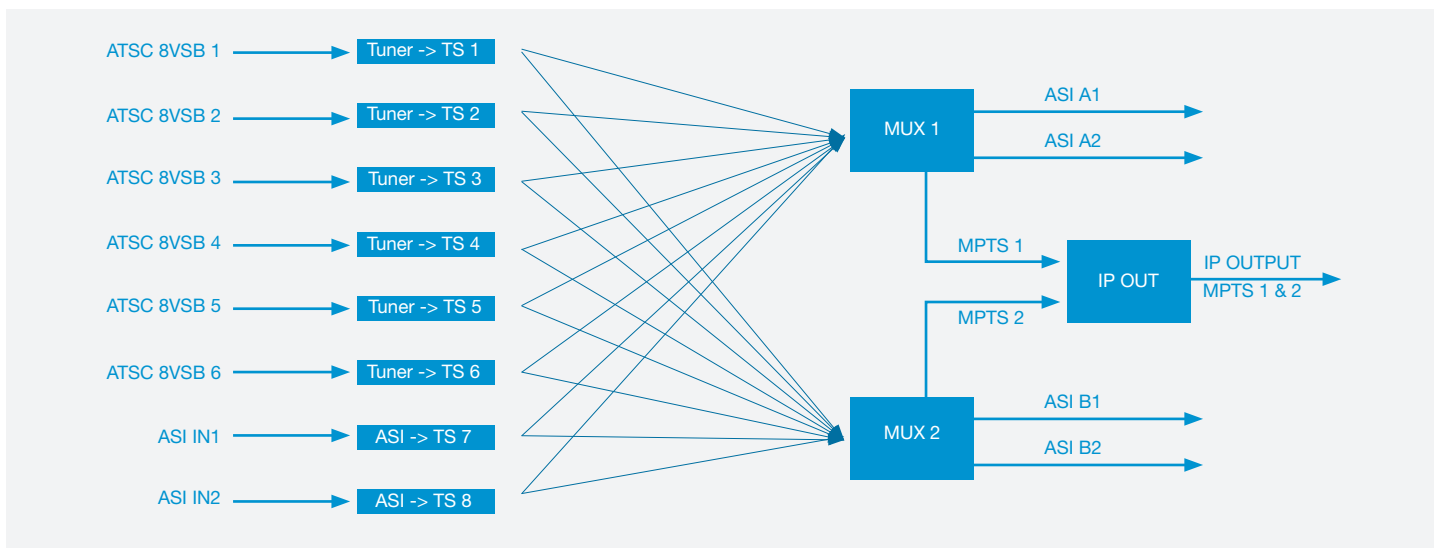 ATSC 8VSB 1
Tuner -> TS 1
ATSC 8VSB 2
Tuner -> TS 2
ATSC 8VSB 3
Tuner -> TS 3
ATSC 8VSB 4
Tuner -> TS 4
ATSC 8VSB 5
Tuner -> TS 5
ATSC 8VSB 6
Tuner -> TS 6
ASI IN1
ASI -> TS 7
ASI IN2
ASI -> TS 8
MUX 1
ASI A1
ASI A2
MPTS 1
MPTS 2
IP OUT
IP OUTPUT
MPTS 1 & 2
MUX 2
ASI B1
ASI B2